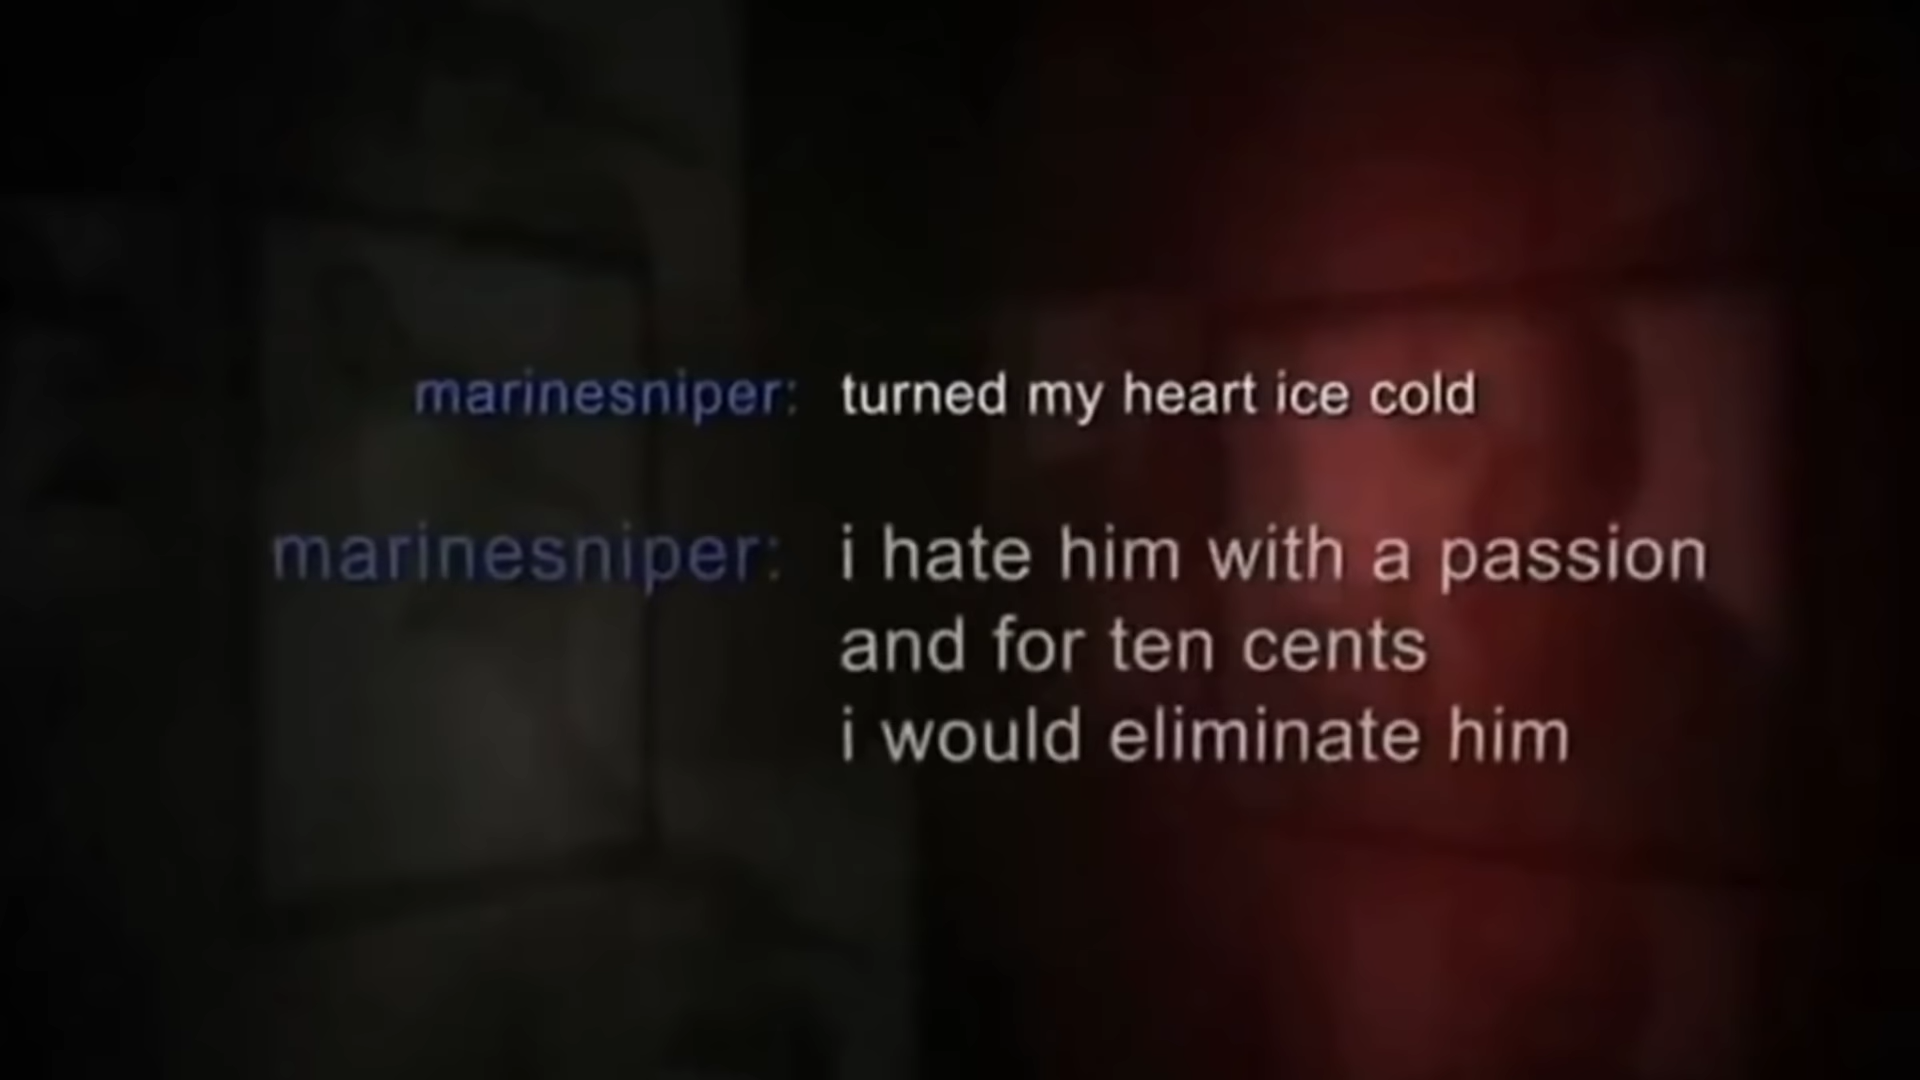 marinesniper: turned my heart ice cold
marinesniper: i hate him with a passion
and for ten cents
i would eliminate him